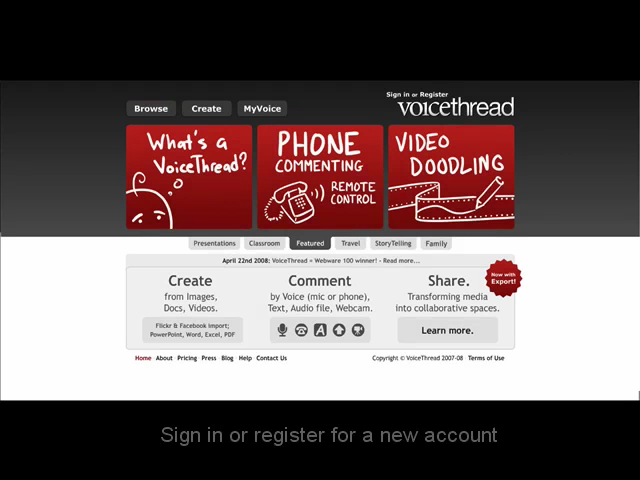 Sign in or Register
voicethread
Browse
Create
MyVoice
What's a
VoiceThread?
PHONE
COMMENTING
REMOTE
CONTROL
VIDEO
DOODLING
Presentations
Classroom
Featured
Travel
StoryTelling
Family
April 22nd 2008: VoiceThread = Webware 100 winner! - Read more...
Create
from Images,
Docs, Videos.
Flickr & Facebook import;
PowerPoint, Word, Excel, PDF
Comment
by Voice (mic or phone),
Text, Audio file, Webcam.
A
Share.
Transforming media
into collaborative spaces.
Learn more.
Now with
Export!
Home About Pricing Press Blog Help Contact Us
Copyright © VoiceThread 2007-08 Terms of Use
Sign in or register for a new account